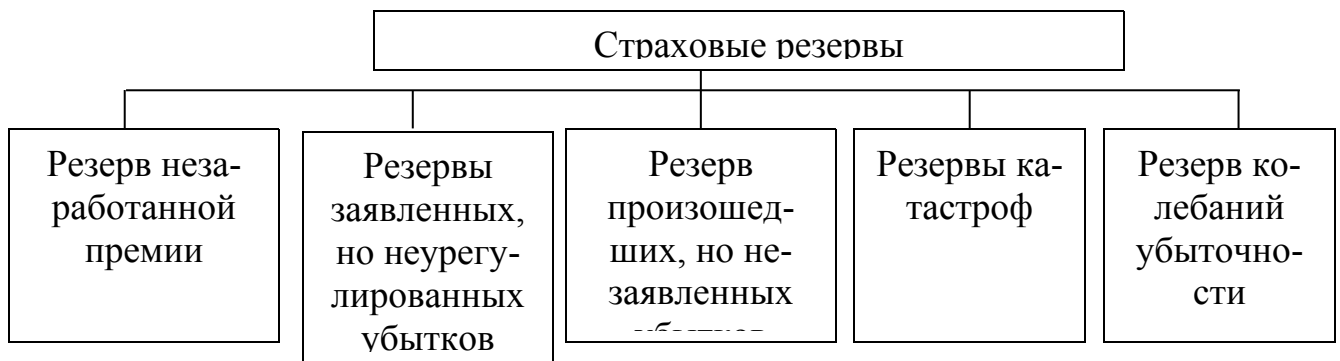 Страховые резервы
Резерв неза-
работанной
премии
Резервы
заявленных,
но неурегу-
лированных
убытков
Резерв
произошед-
ших, но не-
заявленных
Резервы ка-
тастроф
Резерв ко-
лебаний
убыточно-
сти